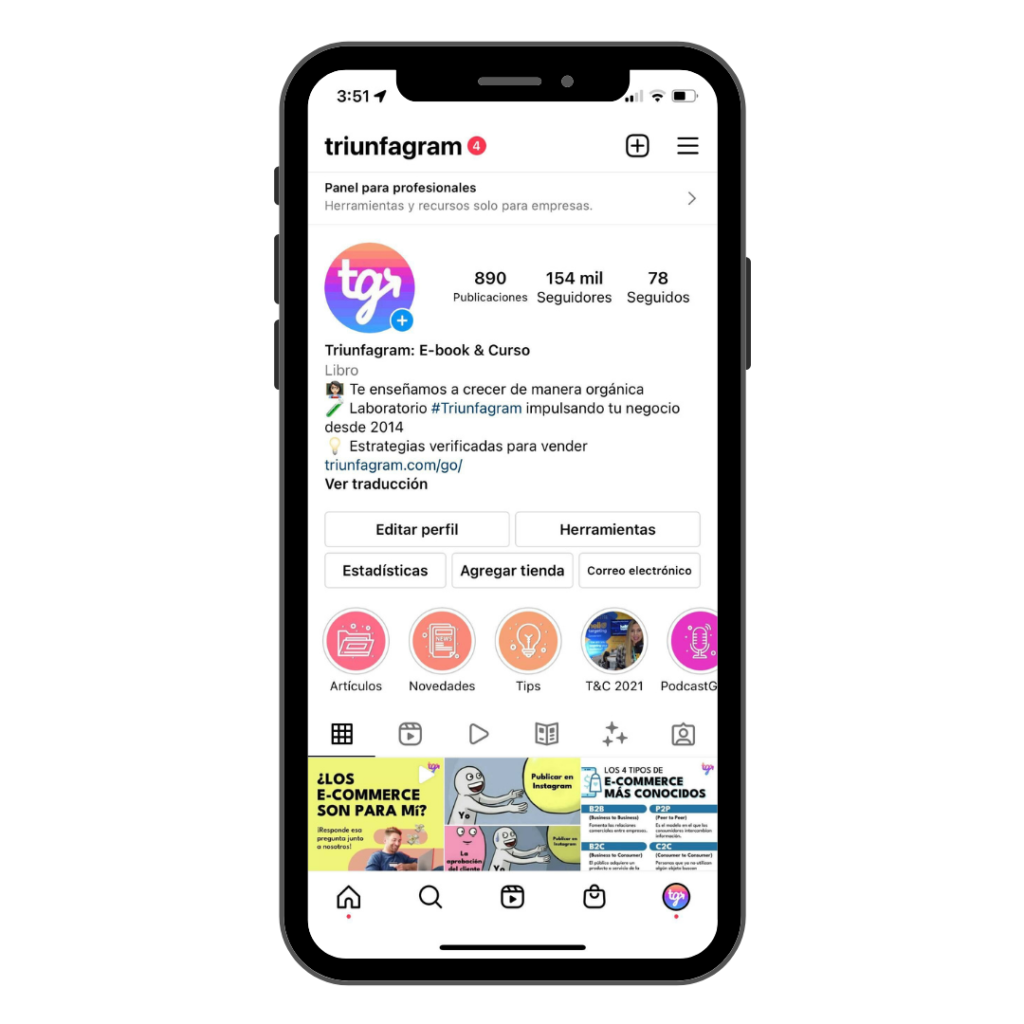 3:51
triunfagram 4
Panel para profesionales
Herramientas y recursos solo para empresas.
tgr
890 154 mil 78
Publicaciones Seguidores Seguidos
Triunfagram: E-book & Curso
Libro
Te enseñamos a crecer de manera orgánica
Laboratorio #Triunfagram impulsando tu negocio
desde 2014
Estrategias verificadas para vender
triunfagram.com/go/
Ver traducción
Editar perfil Herramientas
Estadísticas Agregar tienda Correo electrónico
NEWS
Artículos Novedades Tips T&C 2021 PodcastG
¿LOS
E-COMMERCE
SON PARA MÍ?
¡Responde esa
pregunta junto
a nosotros!
tgr
Publicar en
Instagram
Yo
La
aprobación
del cliente
Publicar en
Instagram
Yo
LOS 4 TIPOS DE
E-COMMERCE
MÁS CONOCIDOS
tgr
B2B
(Business to Business)
Fomenta las relaciones
comerciales entre empresas.
P2P
(Peer to Peer)
Es el modelo en el que los
consumidores intercambian
información.
B2C
(Business to Consumer)
El público adquiere un
producto o servicio de la
C2C
(Consumer to Consumer)
Personas que ya no utilizan
algún objeto buscan
tgr